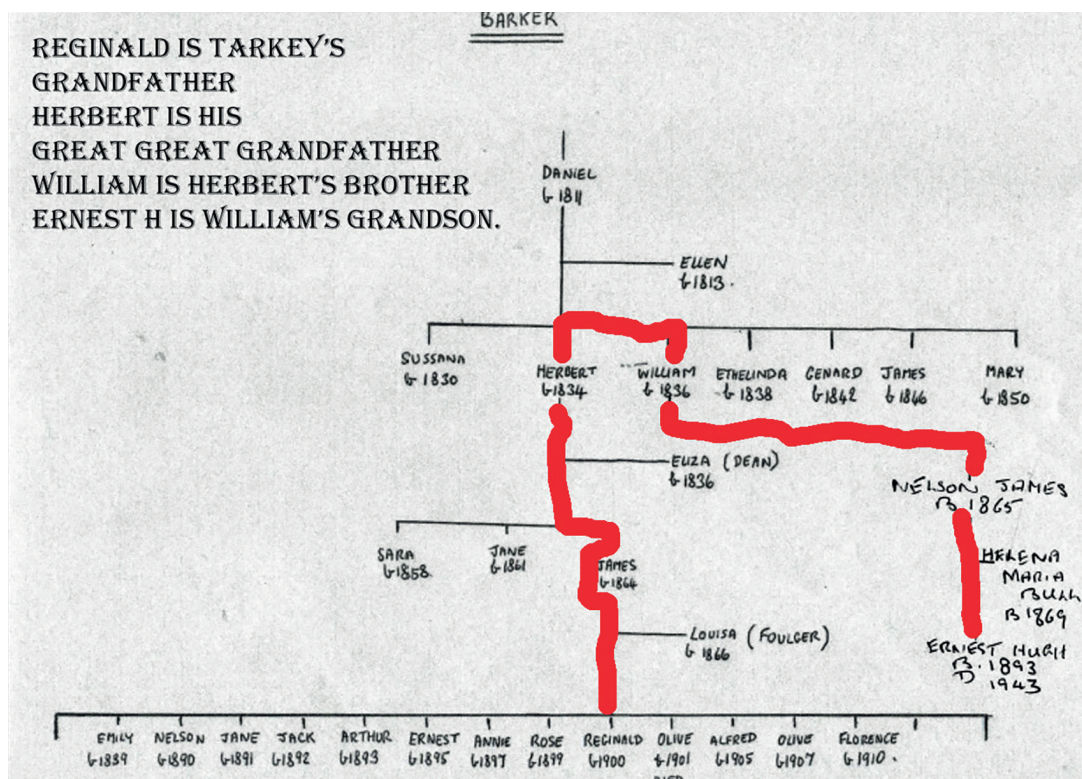 BARKER
REGINALD IS TARKEY'S
GRANDFATHER
HERBERT IS HIS
GREAT GREAT GRANDFATHER
WILLIAM IS HERBERT'S BROTHER
ERNEST H IS WILLIAM'S GRANDSON.
DANIEL
b 1811
ELLEN
b 1813.
SUSSANA
b 1830
HERBERT
b 1834
WILLIAM
b 1836
ETHELINDA
b 1838
GENARD
b 1842
JAMES
b 1846
MARY
b 1850
ELIZA (DEAN)
b 1836
NELSON JAMES
B 1865
SARA
b 1858
JANE
b 1861
JAMES
b 1864
HELENA
MARIA
BULL
B 1869
LOUISA (FOULGER)
b 1866
ERNEST HUGH
B. 1893
D 1943
EMILY NELSON JANE JACK ARTHUR ERNEST ANNIE ROSE REGINALD OLIVE ALFRED OLIVE FLORENCE
b 1889 b 1890 b 1891 b 1892 b 1893 b 1895 b 1897 b 1899 b 1900 b 1901 b 1905 b 1907 b 1910.
DIED